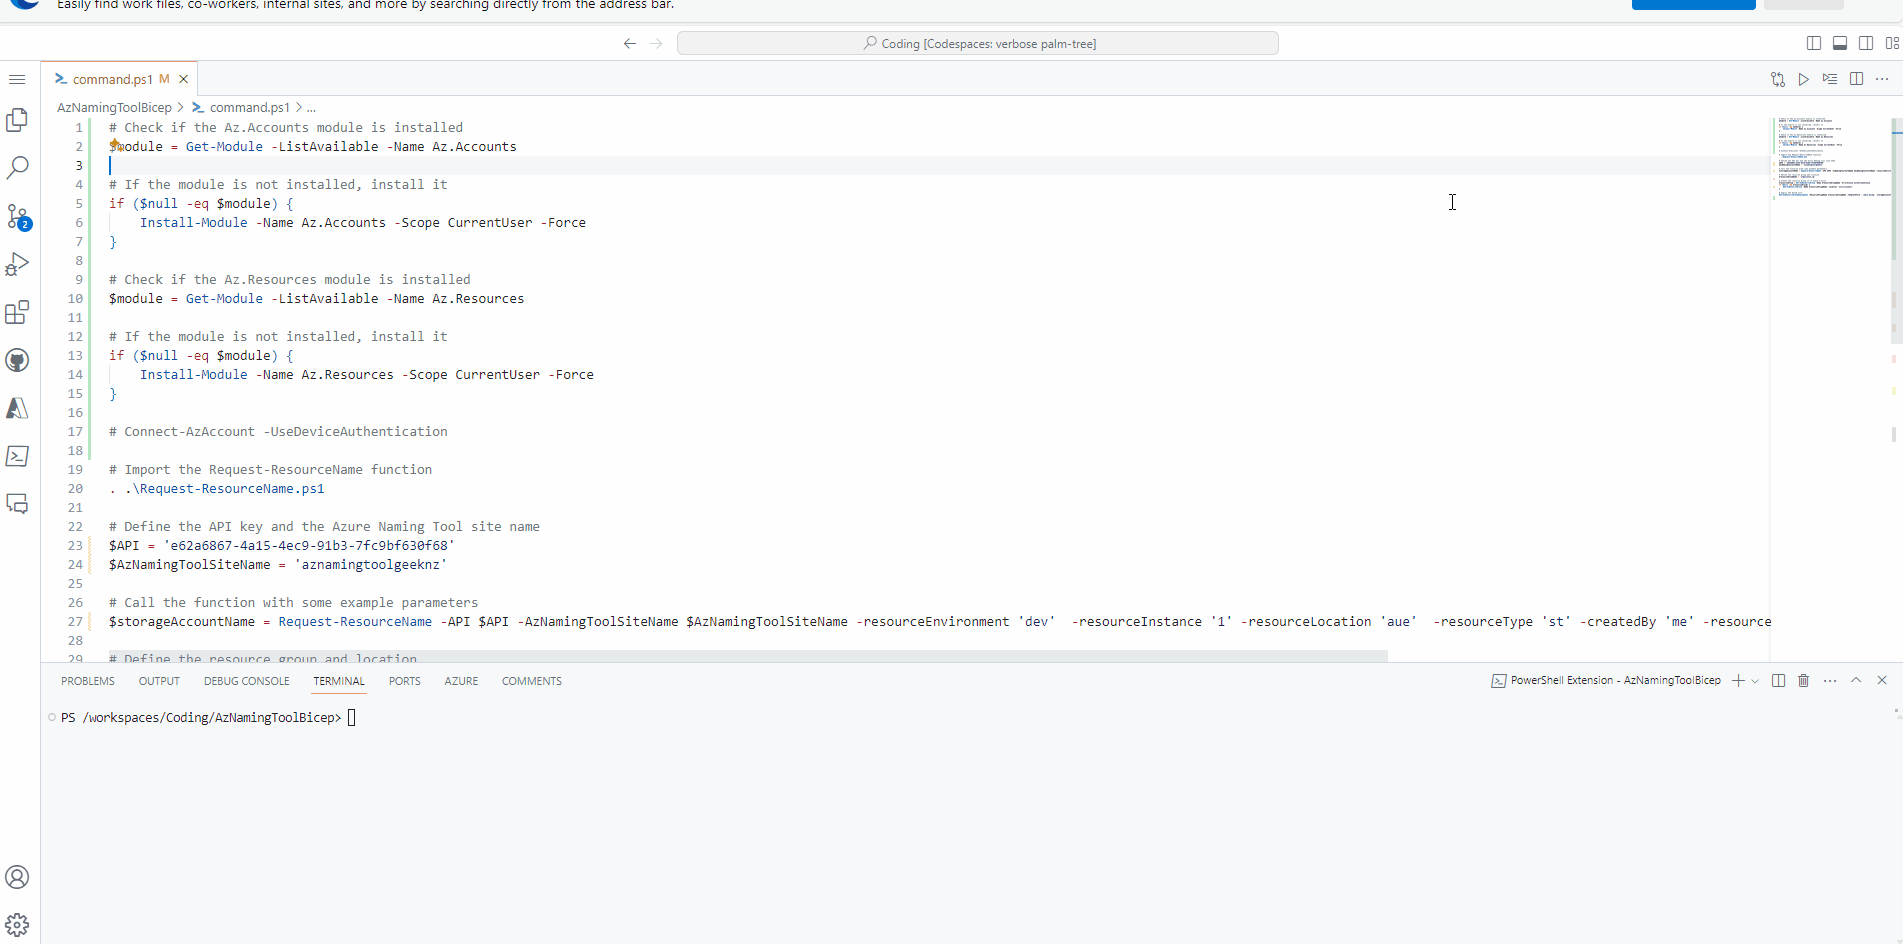 Easily find work files, co-workers, internal sites, and more by searching directly from the address bar.
Coding [Codespaces: verbose palm-tree]
command.ps1 M
AzNamingToolBicep > command.ps1 > ...
1 # Check if the Az.Accounts module is installed
2 $module = Get-Module -ListAvailable -Name Az.Accounts
3
4 # If the module is not installed, install it
5 if ($null -eq $module) {
6 Install-Module -Name Az.Accounts -Scope CurrentUser -Force
7 }
8
9 # Check if the Az.Resources module is installed
10 $module = Get-Module -ListAvailable -Name Az.Resources
11
12 # If the module is not installed, install it
13 if ($null -eq $module) {
14 Install-Module -Name Az.Resources -Scope CurrentUser -Force
15 }
16
17 # Connect-AzAccount -UseDeviceAuthentication
18
19 # Import the Request-ResourceName function
20 . .\Request-ResourceName.ps1
21
22 # Define the API key and the Azure Naming Tool site name
23 $API = 'e62a6867-4a15-4ec9-91b3-7fc9bf630f68'
24 $AzNamingToolSiteName = 'aznamingtoolgeeknz'
25
26 # Call the function with some example parameters
27 $storageAccountName = Request-ResourceName -API $API -AzNamingToolSiteName $AzNamingToolSiteName -resourceEnvironment 'dev' -resourceInstance '1' -resourceLocation 'aue' -resourceType 'st' -createdBy 'me' -resource
28
29 # Define the resource group and location
2
PROBLEMS OUTPUT DEBUG CONSOLE TERMINAL PORTS AZURE COMMENTS
PowerShell Extension - AzNamingToolBicep
PS /workspaces/Coding/AzNamingToolBicep>